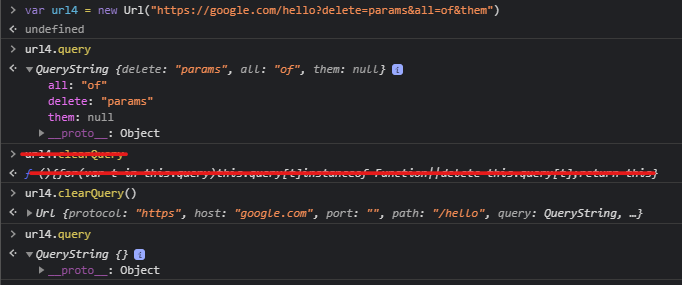 > var url4 = new Url("https://google.com/hello?delete=params&all=of&them")
< undefined
> url4.query
< ▼QueryString {delete: "params", all: "of", them: null} i
all: "of"
delete: "params"
them: null
▶__proto__: Object
> url4.clearQuery
< ƒ (){for(var t in this.query)this.query[t]instanceof Function||delete this.query[t];return this}
> url4.clearQuery()
< ▶Url {protocol: "https", host: "google.com", port: "", path: "/hello", query: QueryString, …}
> url4.query
< ▼QueryString {} i
▶__proto__: Object